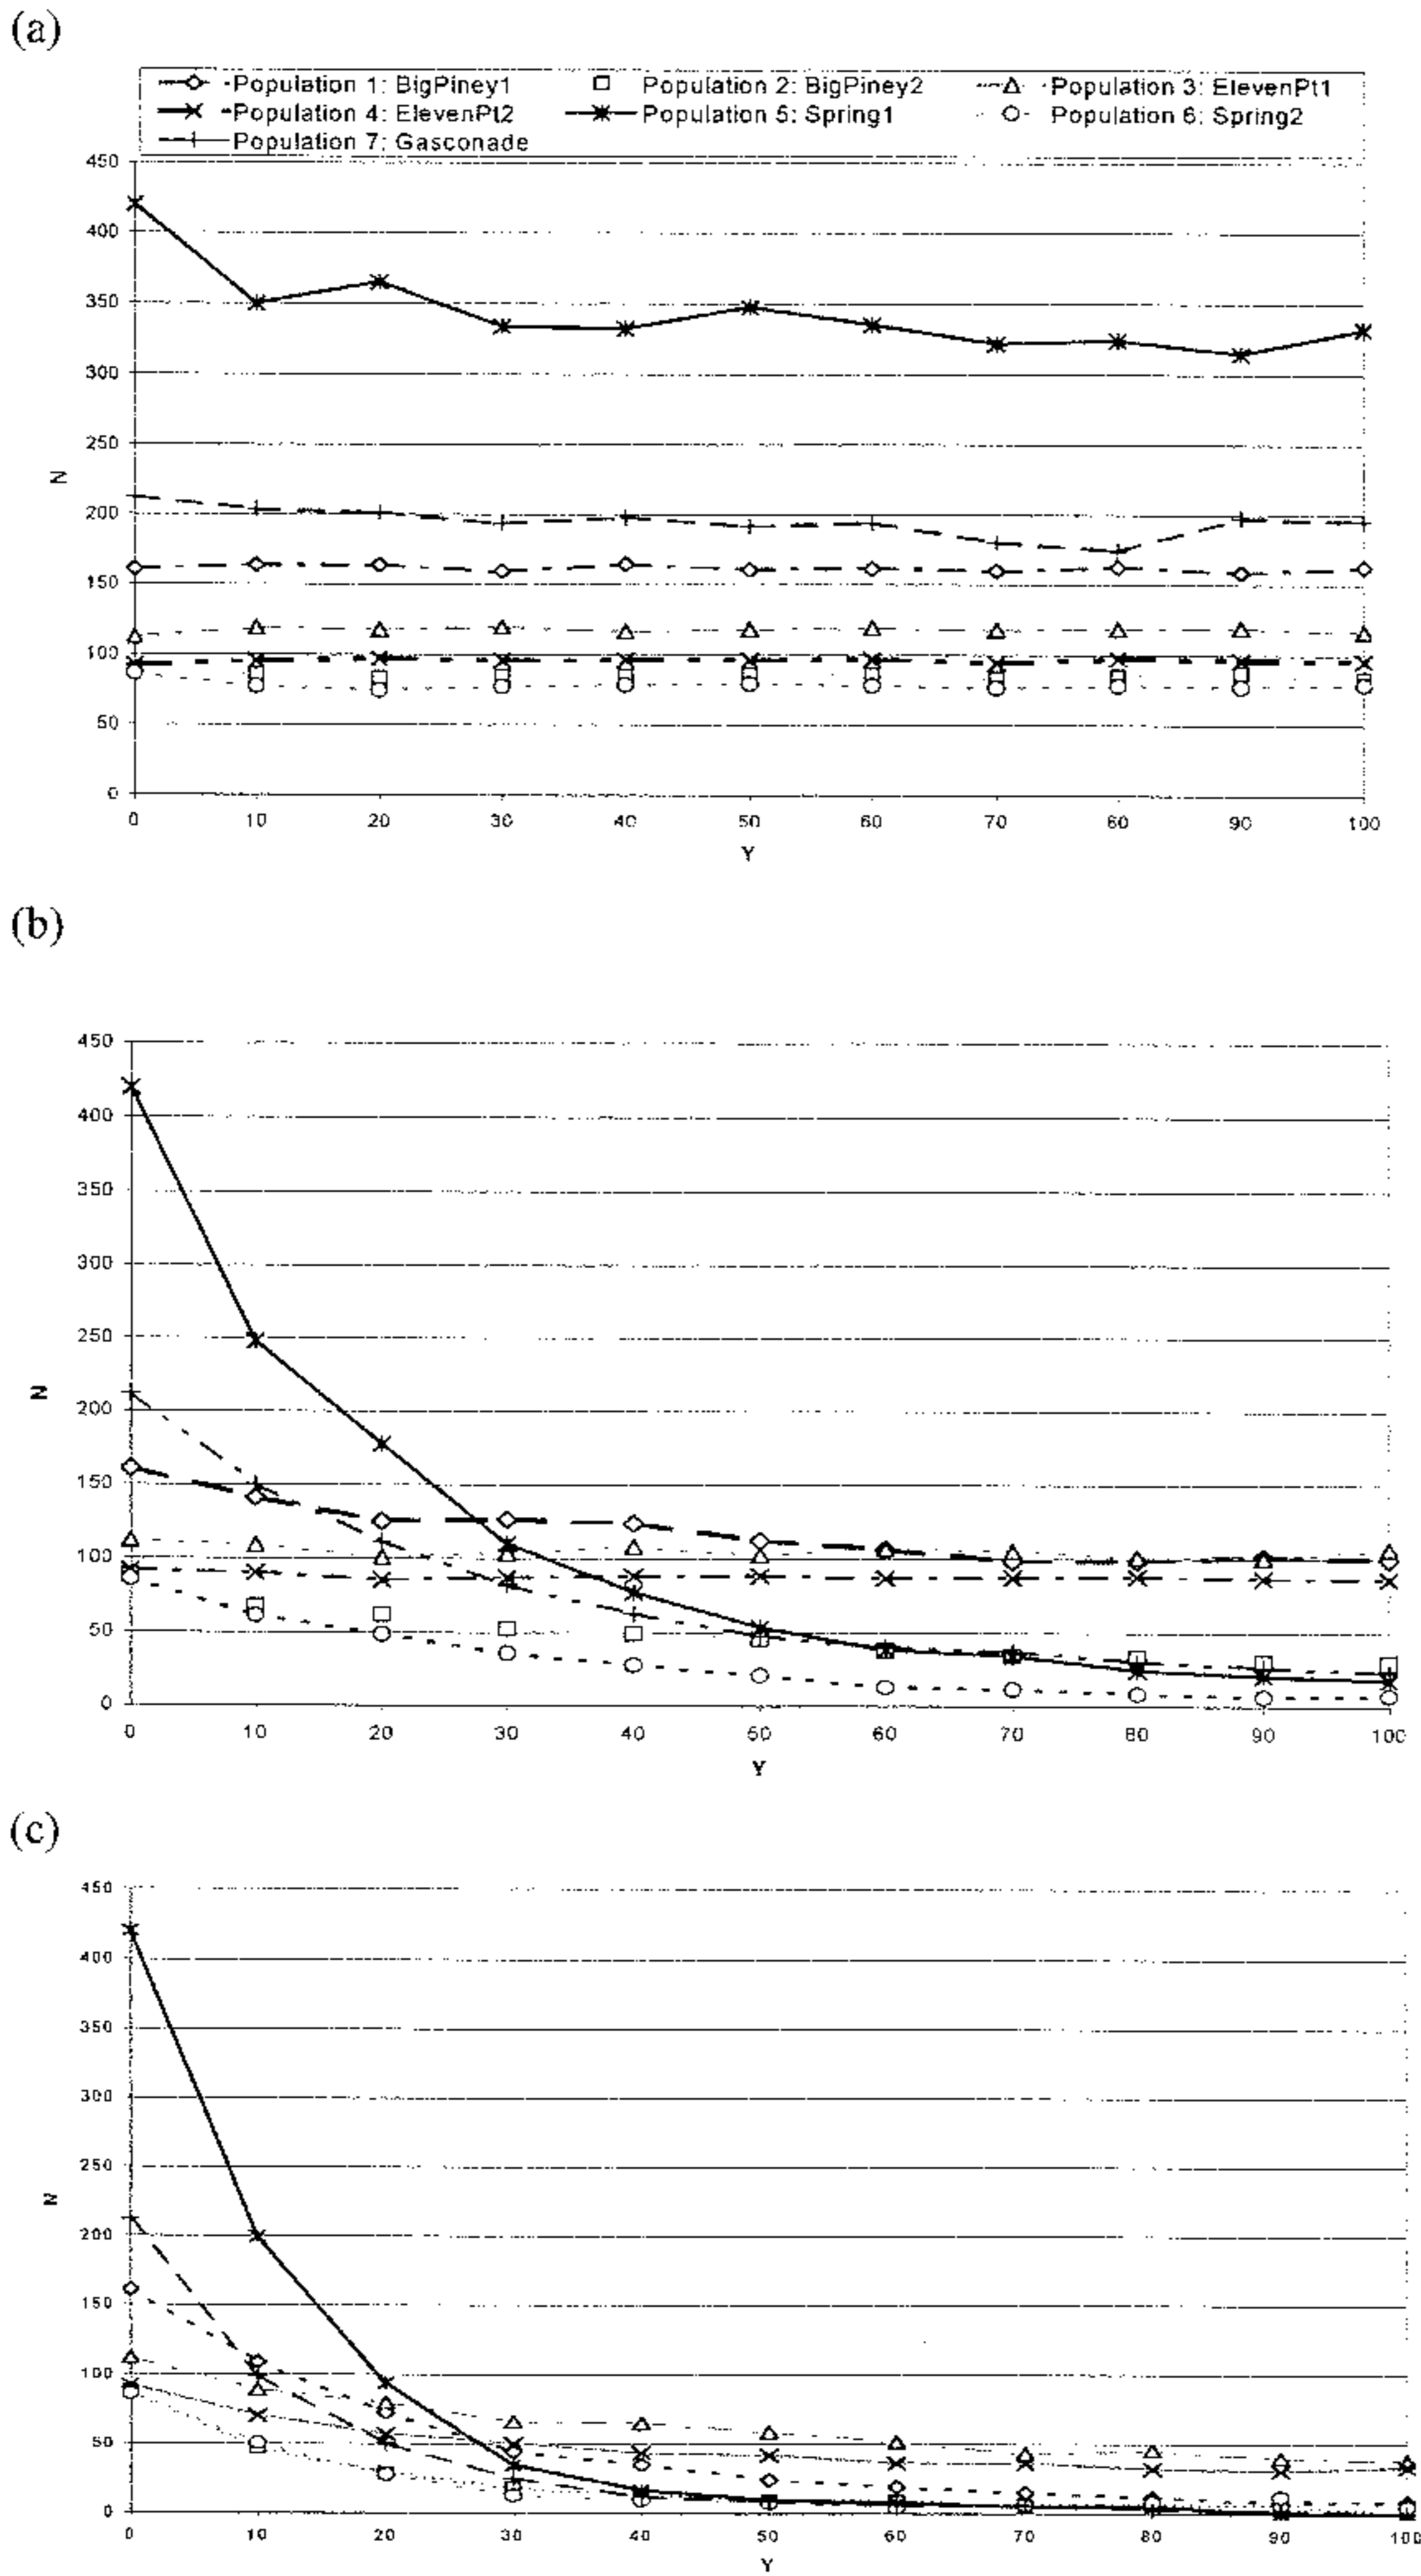 (a)
Population 1: BigPiney1 Population 2: BigPiney2 Population 3: ElevenPt1
Population 4: ElevenPt2 Population 5: Spring1 Population 6: Spring2
Population 7: Gasconade
450
400
350
300
250
N
200
150
100
50
0
0 10 20 30 40 50 60 70 80 90 100
Y
(b)
450
400
350
300
250
N
200
150
100
50
0
0 10 20 30 40 50 60 70 80 90 100
Y
(c)
450
400
350
300
250
N
200
150
100
50
0
0 10 20 30 40 50 60 70 80 90 100
Y